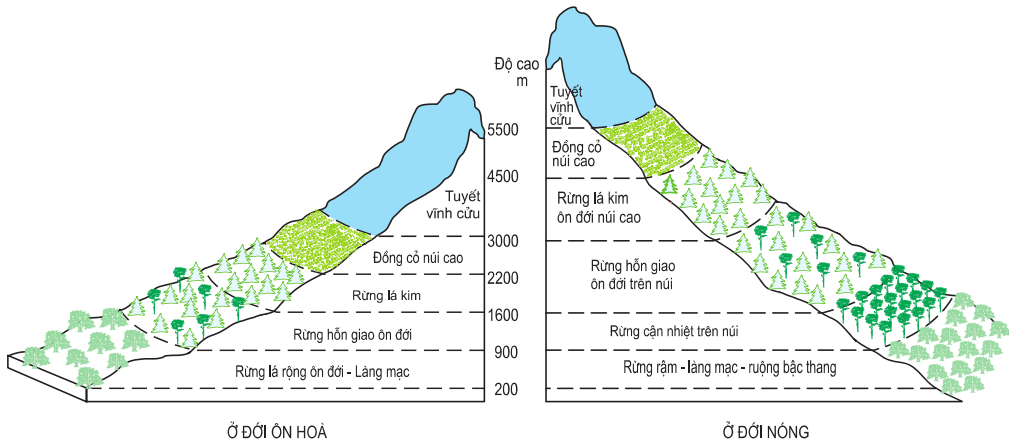 Độ cao
m
5500
4500
3000
2200
1600
900
200
Tuyết
vĩnh cửu
Đồng cỏ núi cao
Rừng lá kim
Rừng hỗn giao ôn đới
Rừng lá rộng ôn đới - Làng mạc
Ở ĐỚI ÔN HOÀ
Tuyết
vĩnh
cửu
Đồng cỏ
núi cao
Rừng lá kim
ôn đới núi cao
Rừng hỗn giao
ôn đới trên núi
Rừng cận nhiệt trên núi
Rừng rậm - làng mạc - ruộng bậc thang
Ở ĐỚI NÓNG